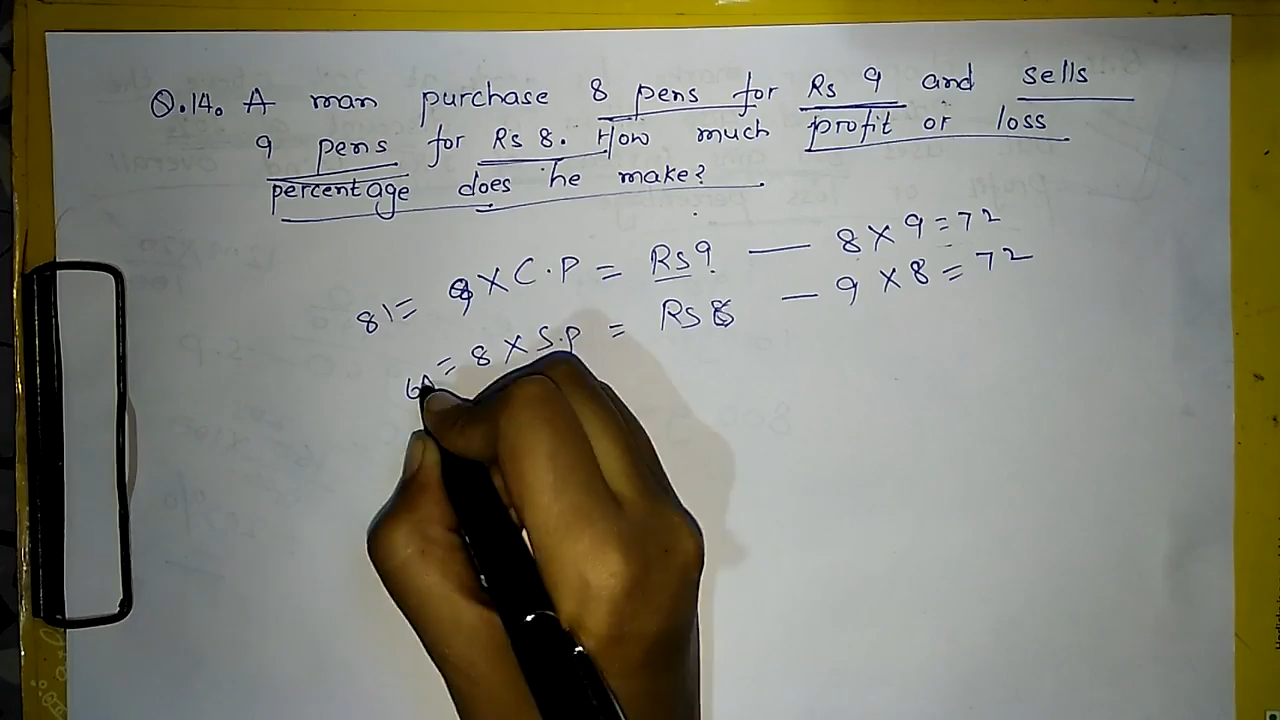 Q.14. A man purchase 8 pens for Rs 9 and sells
9 pens for Rs 8. How much profit or loss
percentage does he make?
81 = 9 X C.P = Rs 9 — 8 X 9 = 72
64 = 8 X S.P = Rs 8 — 9 X 8 = 72